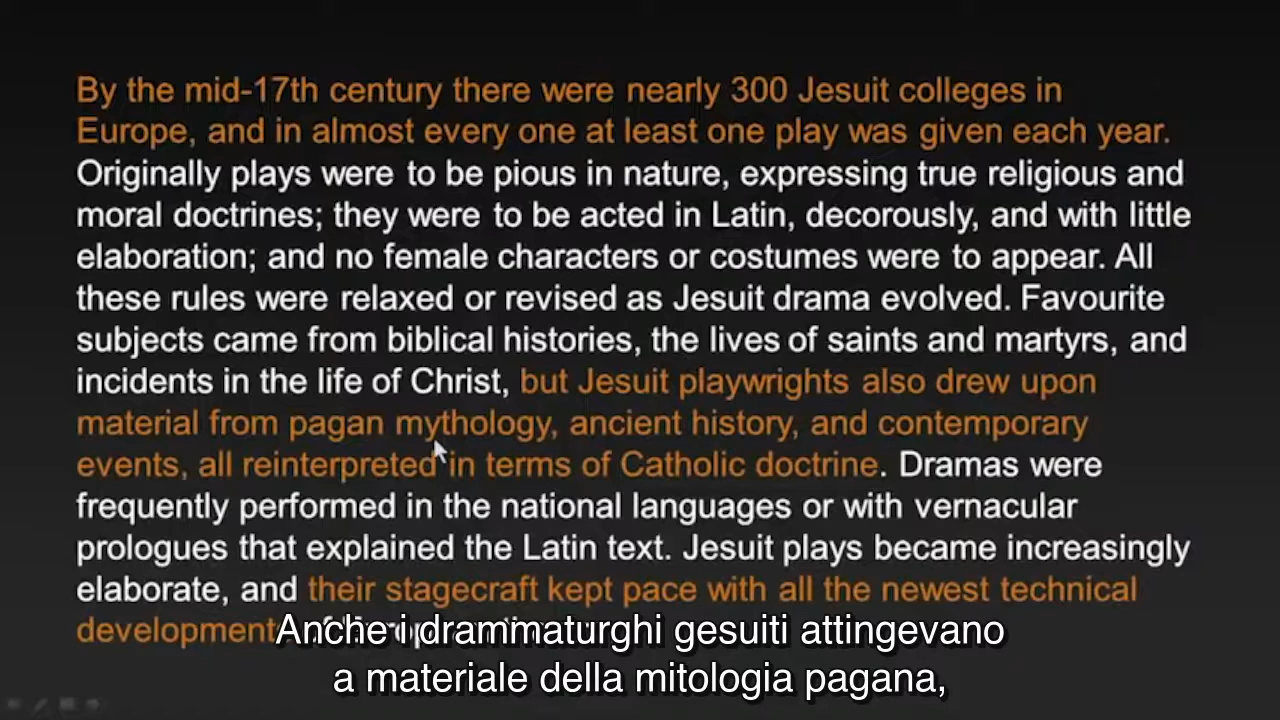 By the mid-17th century there were nearly 300 Jesuit colleges in
Europe, and in almost every one at least one play was given each year.
Originally plays were to be pious in nature, expressing true religious and
moral doctrines; they were to be acted in Latin, decorously, and with little
elaboration; and no female characters or costumes were to appear. All
these rules were relaxed or revised as Jesuit drama evolved. Favourite
subjects came from biblical histories, the lives of saints and martyrs, and
incidents in the life of Christ, but Jesuit playwrights also drew upon
material from pagan mythology, ancient history, and contemporary
events, all reinterpreted in terms of Catholic doctrine. Dramas were
frequently performed in the national languages or with vernacular
prologues that explained the Latin text. Jesuit plays became increasingly
elaborate, and their stagecraft kept pace with all the newest technical
Anche i drammaturghi gesuiti attingevano
a materiale della mitologia pagana,